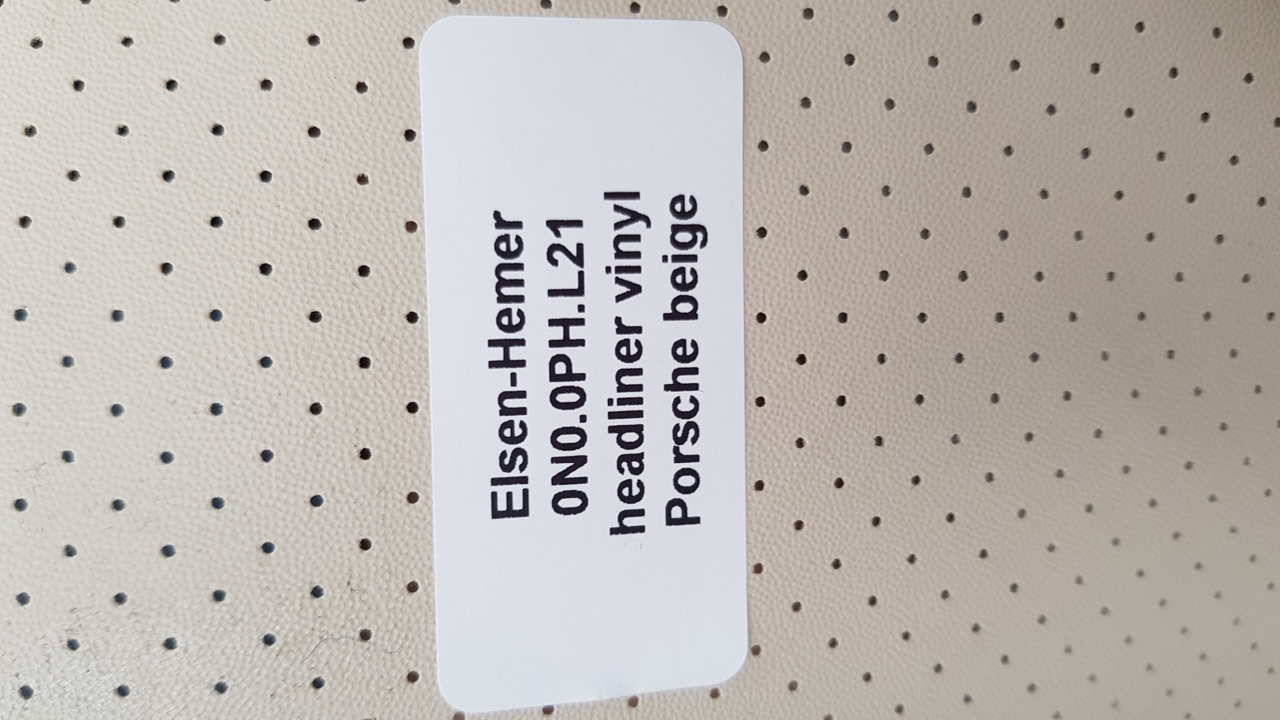 Elsen-Hemer
0N0.0PH.L21
headliner vinyl
Porsche beige